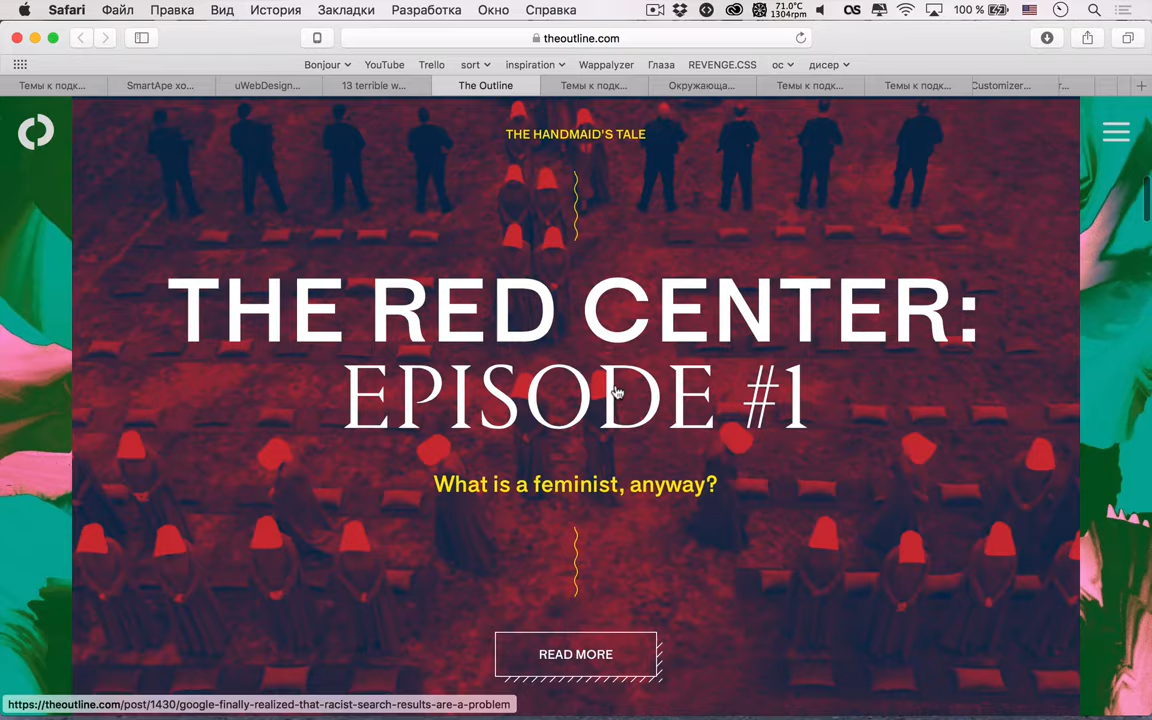 Safari Файл Правка Вид История Закладки Разработка Окно Справка
71.0°C
1304rpm
100 %
theoutline.com
Bonjour YouTube Trello sort inspiration Wappalyzer Глаза REVENGE.CSS ос дисер
Темы к подк... SmartApe хо... uWebDesign... 13 terrible w... The Outline Темы к подк... Окружающа... Темы к подк... Темы к подк... Customizer...
THE HANDMAID'S TALE
THE RED CENTER:
EPISODE #1
What is a feminist, anyway?
READ MORE
https://theoutline.com/post/1430/google-finally-realized-that-racist-search-results-are-a-problem